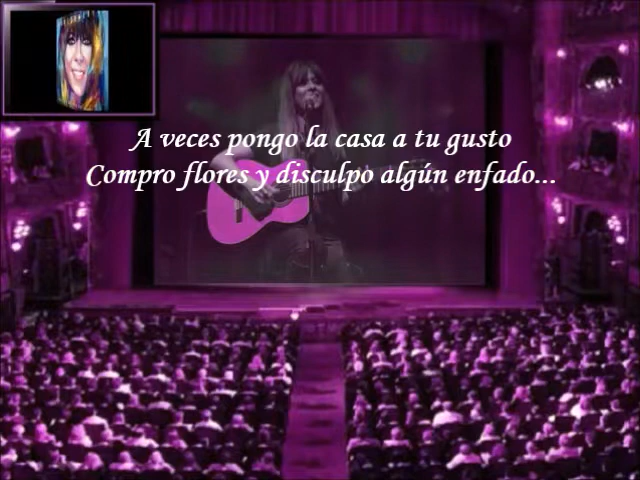 A veces pongo la casa a tu gusto
Compro flores y disculpo algún enfado...